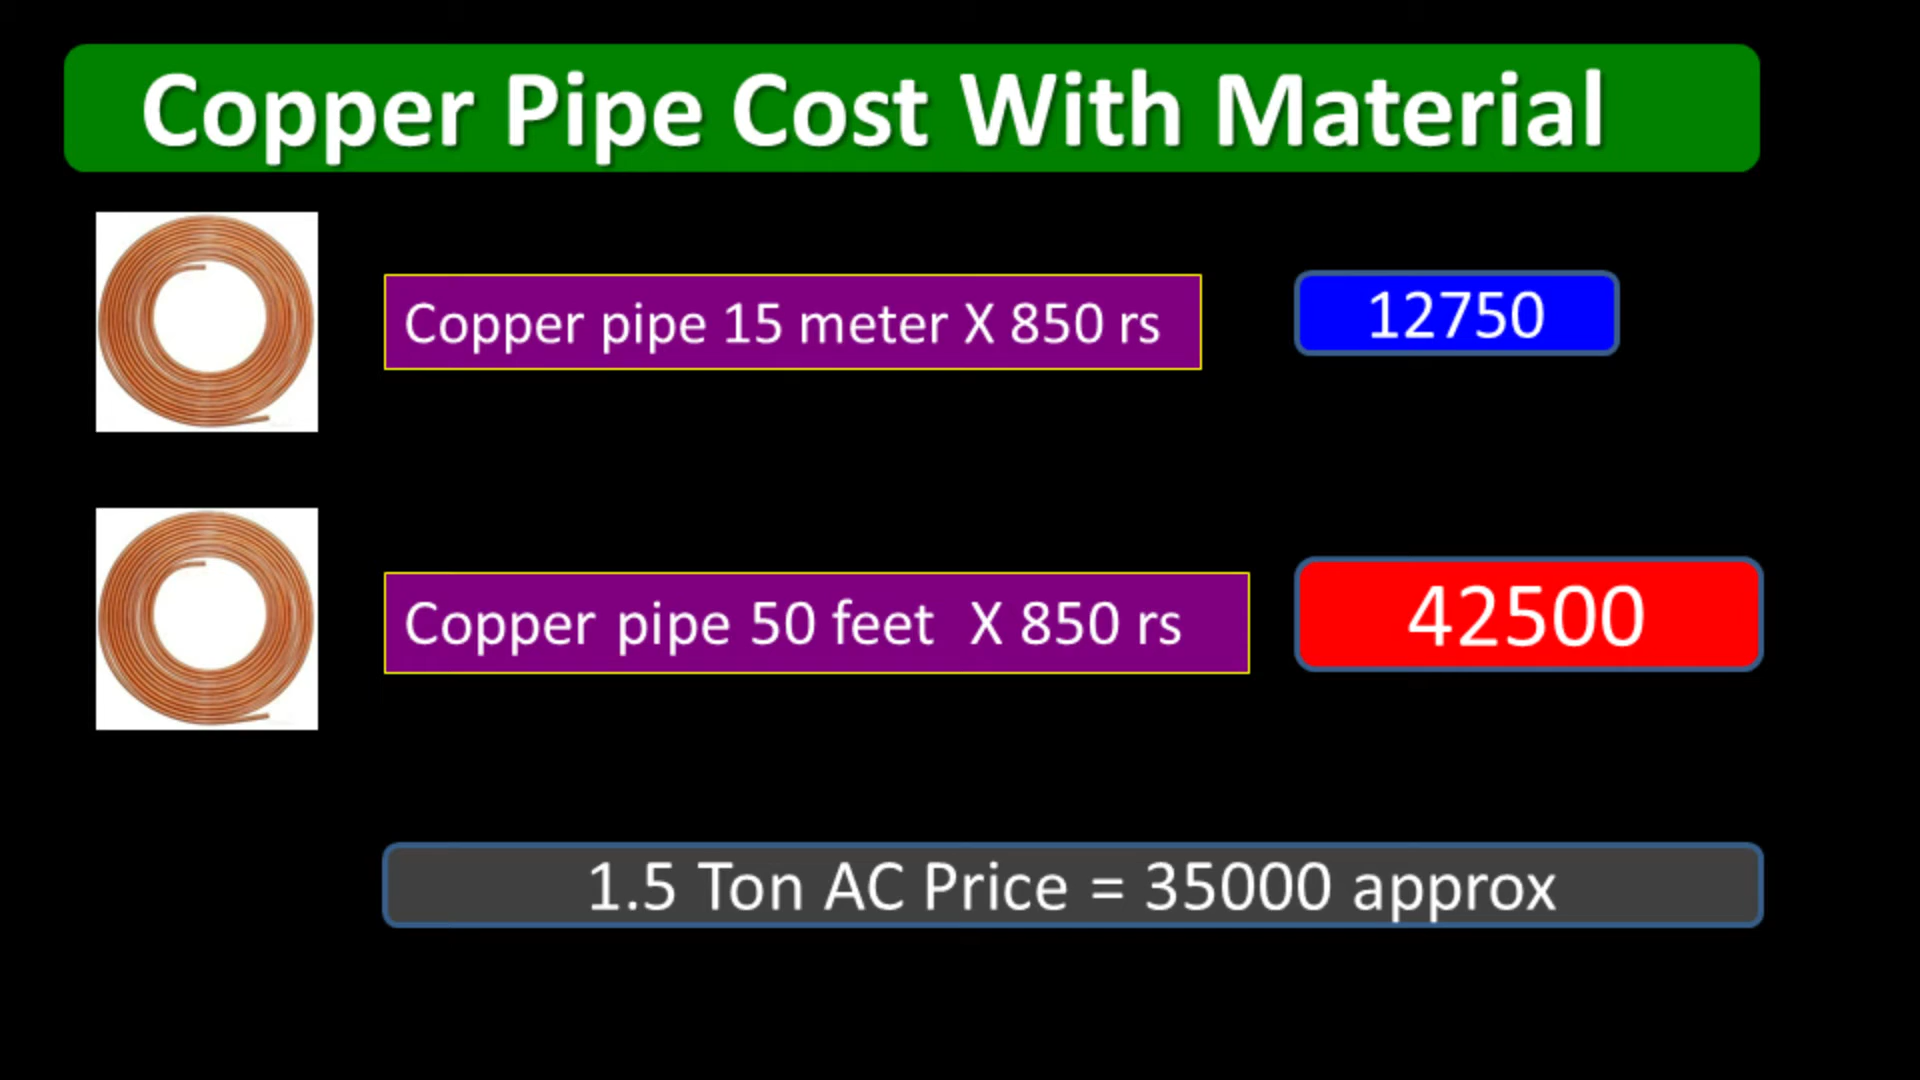 Copper Pipe Cost With Material
Copper pipe 15 meter X 850 rs
12750
Copper pipe 50 feet X 850 rs
42500
1.5 Ton AC Price = 35000 approx